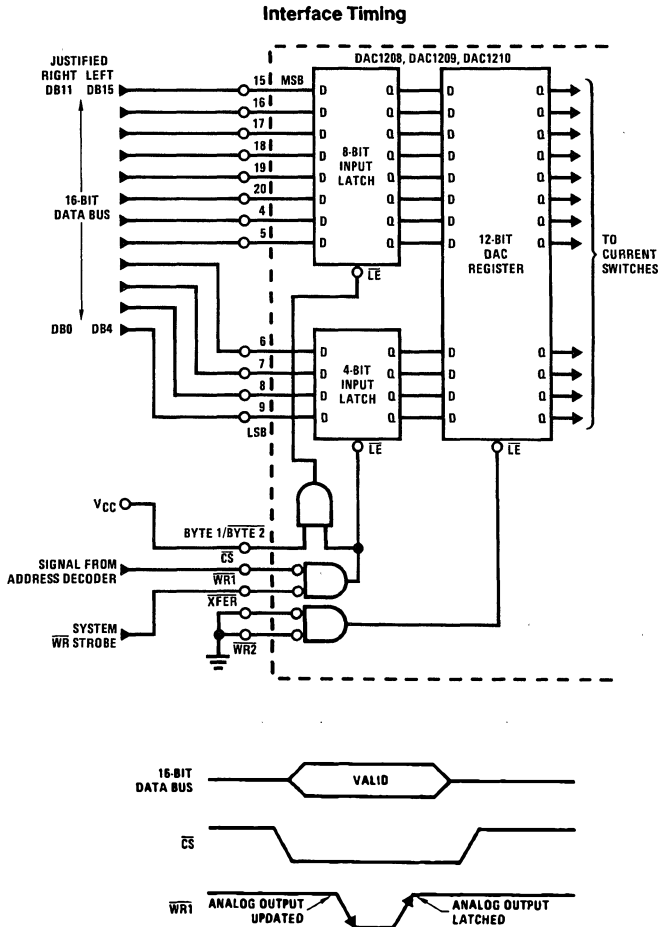 Interface Timing
DAC1208, DAC1209, DAC1210
JUSTIFIED
RIGHT LEFT
DB11 DB15
15 MSB
16
17
18
19
20
4
5
D Q D Q
D Q D Q
D Q D Q
D Q D Q
D Q D Q
D Q D Q
D Q D Q
D Q D Q
8-BIT
INPUT
LATCH
16-BIT
DATA BUS
12-BIT
DAC
REGISTER
TO
CURRENT
SWITCHES
LE
DB0 DB4
6
7
8
9
LSB
D Q D Q
D Q D Q
D Q D Q
D Q D Q
4-BIT
INPUT
LATCH
LE
LE
VCC
BYTE 1/BYTE 2
CS
SIGNAL FROM
ADDRESS DECODER
WR1
XFER
SYSTEM
WR STROBE
WR2
16-BIT
DATA BUS
VALID
CS
WR1
ANALOG OUTPUT
UPDATED
ANALOG OUTPUT
LATCHED